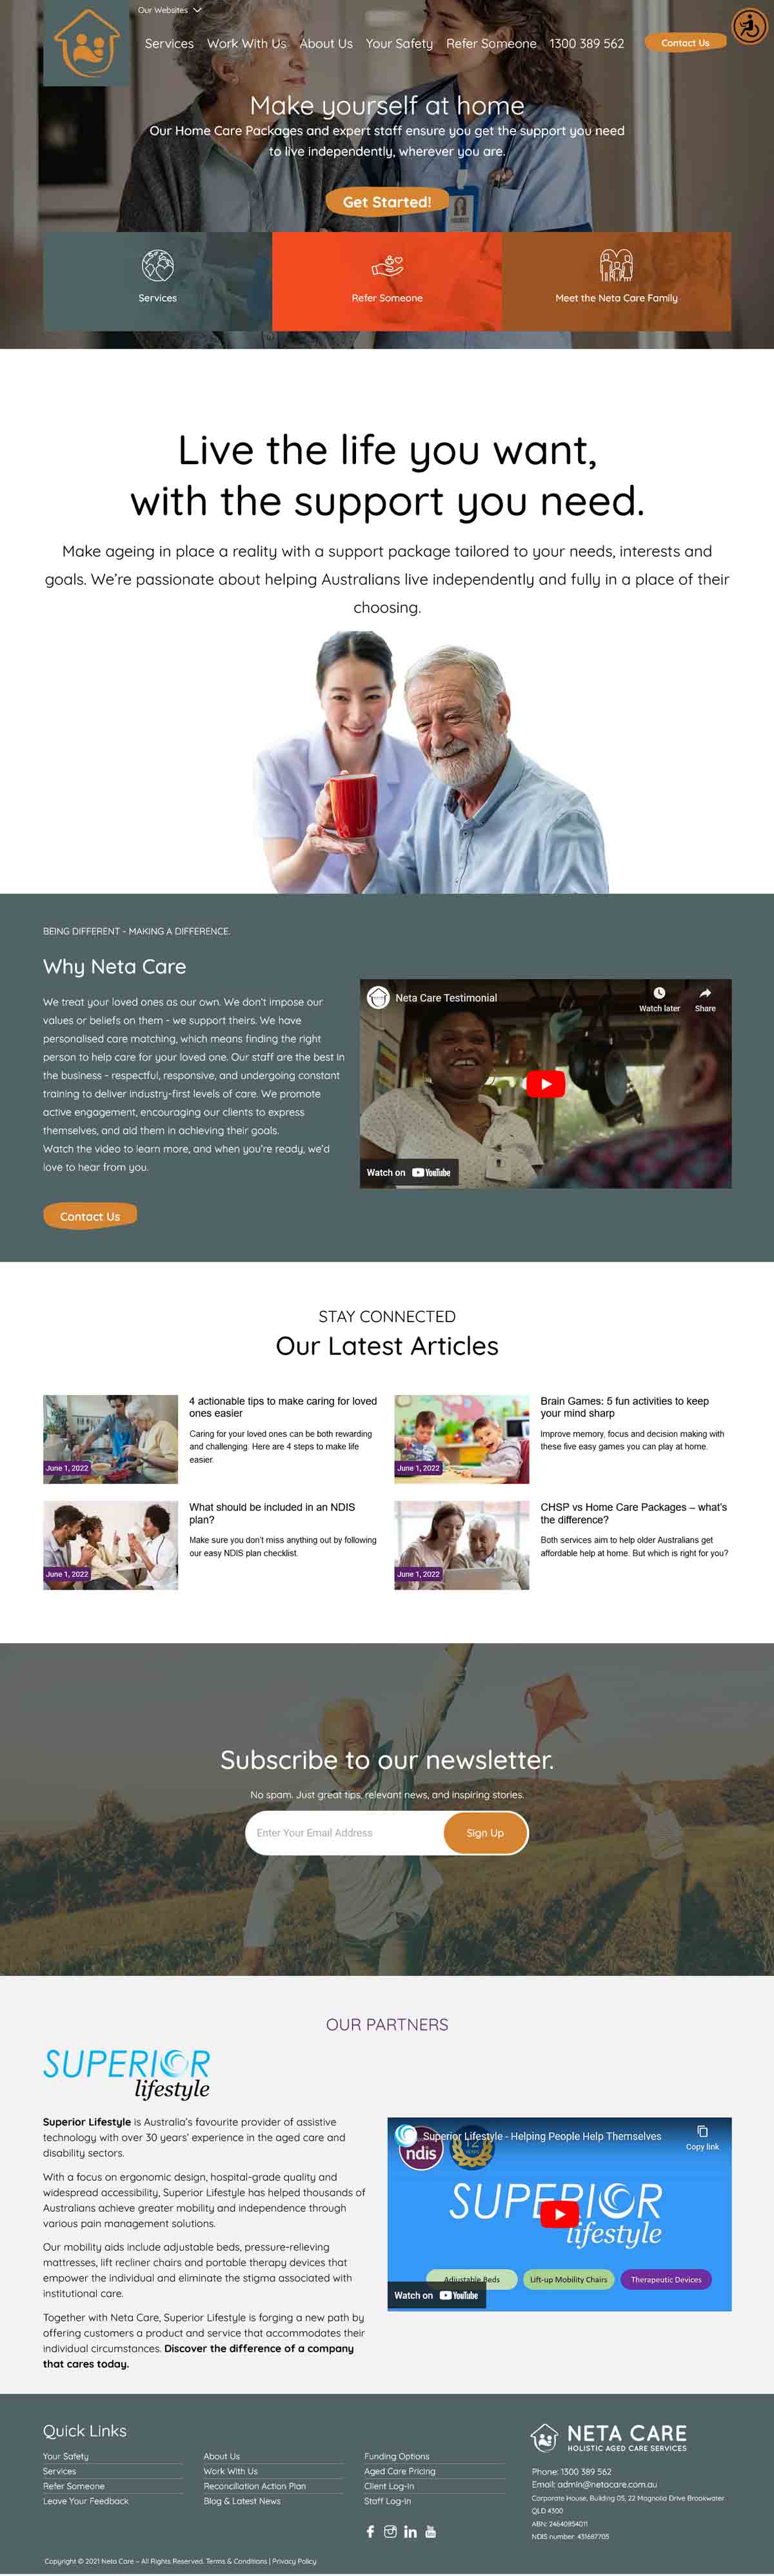 Our Websites
Services Work With Us About Us Your Safety Refer Someone 1300 389 562 Contact Us
Make yourself at home
Our Home Care Packages and expert staff ensure you get the support you need
to live independently, wherever you are.
Get Started!
Services
Refer Someone
Meet the Neta Care Family
Live the life you want,
with the support you need.
Make ageing in place a reality with a support package tailored to your needs, interests and
goals. We're passionate about helping Australians live independently and fully in a place of their
choosing.
BEING DIFFERENT - MAKING A DIFFERENCE.
Why Neta Care
We treat your loved ones as our own. We don't impose our
values or beliefs on them - we support theirs. We have
personalised care matching, which means finding the right
person to help care for your loved one. Our staff are the best in
the business - respectful, responsive, and undergoing constant
training to deliver industry-first levels of care. We promote
active engagement, encouraging our clients to express
themselves, and aid them in achieving their goals.
Watch the video to learn more, and when you're ready, we'd
love to hear from you.
Contact Us
Neta Care Testimonial
Watch later
Share
Watch on YouTube
STAY CONNECTED
Our Latest Articles
4 actionable tips to make caring for loved
ones easier
Caring for your loved ones can be both rewarding
and challenging. Here are 4 steps to make life
easier.
June 1, 2022
Brain Games: 5 fun activities to keep
your mind sharp
Improve memory, focus and decision making with
these five easy games you can play at home.
June 1, 2022
What should be included in an NDIS
plan?
Make sure you don't miss anything out by following
our easy NDIS plan checklist.
June 1, 2022
CHSP vs Home Care Packages – what's
the difference?
Both services aim to help older Australians get
affordable help at home. But which is right for you?
June 1, 2022
Subscribe to our newsletter.
No spam. Just great tips, relevant news, and inspiring stories.
Enter Your Email Address
Sign Up
OUR PARTNERS
SUPERIOR
lifestyle
Superior Lifestyle is Australia's favourite provider of assistive
technology with over 30 years' experience in the aged care and
disability sectors.
With a focus on ergonomic design, hospital-grade quality and
widespread accessibility, Superior Lifestyle has helped thousands of
Australians achieve greater mobility and independence through
various pain management solutions.
Our mobility aids include adjustable beds, pressure-relieving
mattresses, lift recliner chairs and portable therapy devices that
empower the individual and eliminate the stigma associated with
institutional care.
Together with Neta Care, Superior Lifestyle is forging a new path by
offering customers a product and service that accommodates their
individual circumstances. Discover the difference of a company
that cares today.
Superior Lifestyle - Helping People Help Themselves
Copy link
ndis
12
SUPERIOR
lifestyle
Adjustable Beds
Lift-up Mobility Chairs
Therapeutic Devices
Watch on YouTube
Quick Links
Your Safety
Services
Refer Someone
Leave Your Feedback
About Us
Work With Us
Reconciliation Action Plan
Blog & Latest News
Funding Options
Aged Care Pricing
Client Log-in
Staff Log-in
NETA CARE
HOLISTIC AGED CARE SERVICES
Phone: 1300 389 562
Email: admin@netacare.com.au
Corporate House, Building 05, 22 Magnolia Drive Brookwater
QLD 4300
ABN: 24640854011
NDIS number: 431687705
Copyright © 2021 Neta Care – All Rights Reserved. Terms & Conditions | Privacy Policy